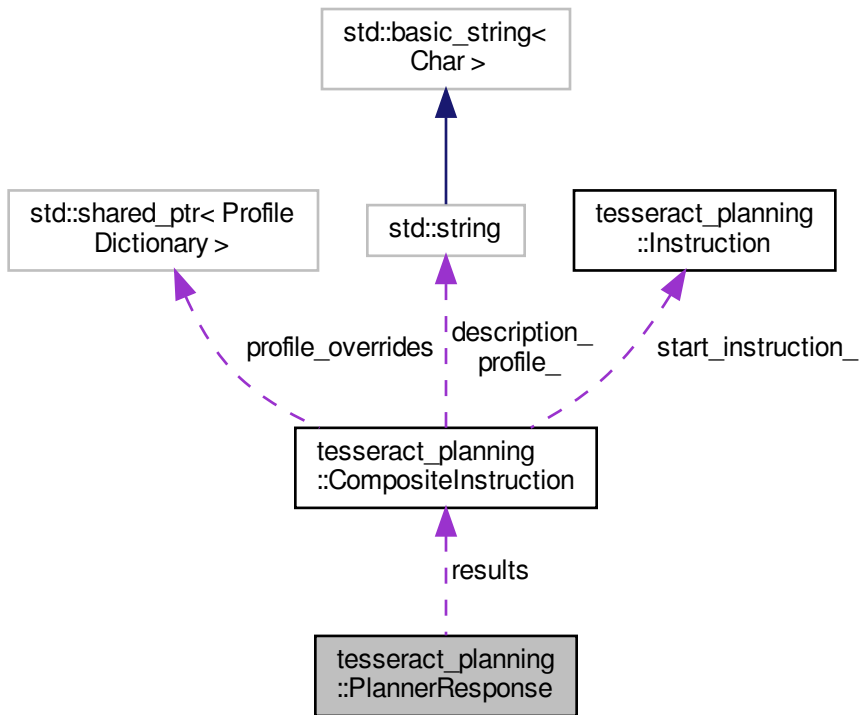 std::basic_string<
Char >
std::shared_ptr< Profile
Dictionary >
std::string
tesseract_planning
::Instruction
profile_overrides
description_
profile_
start_instruction_
tesseract_planning
::CompositeInstruction
results
tesseract_planning
::PlannerResponse